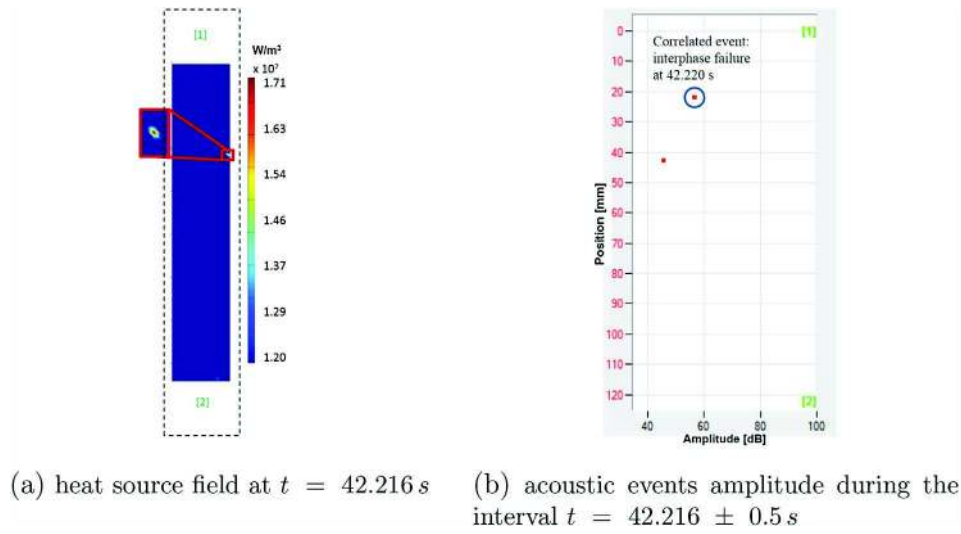 [1]
W/m³
x 10⁷
1.71
1.63
1.54
1.46
1.37
1.29
1.20
[2]
0
10
20
30
40
50
60
70
80
90
100
110
120
Position [mm]
Correlated event:
interphase failure
at 42.220 s
[1]
[2]
40 60 80 100
Amplitude [dB]
(a) heat source field at t = 42.216 s
(b) acoustic events amplitude during the
interval t = 42.216 ± 0.5 s